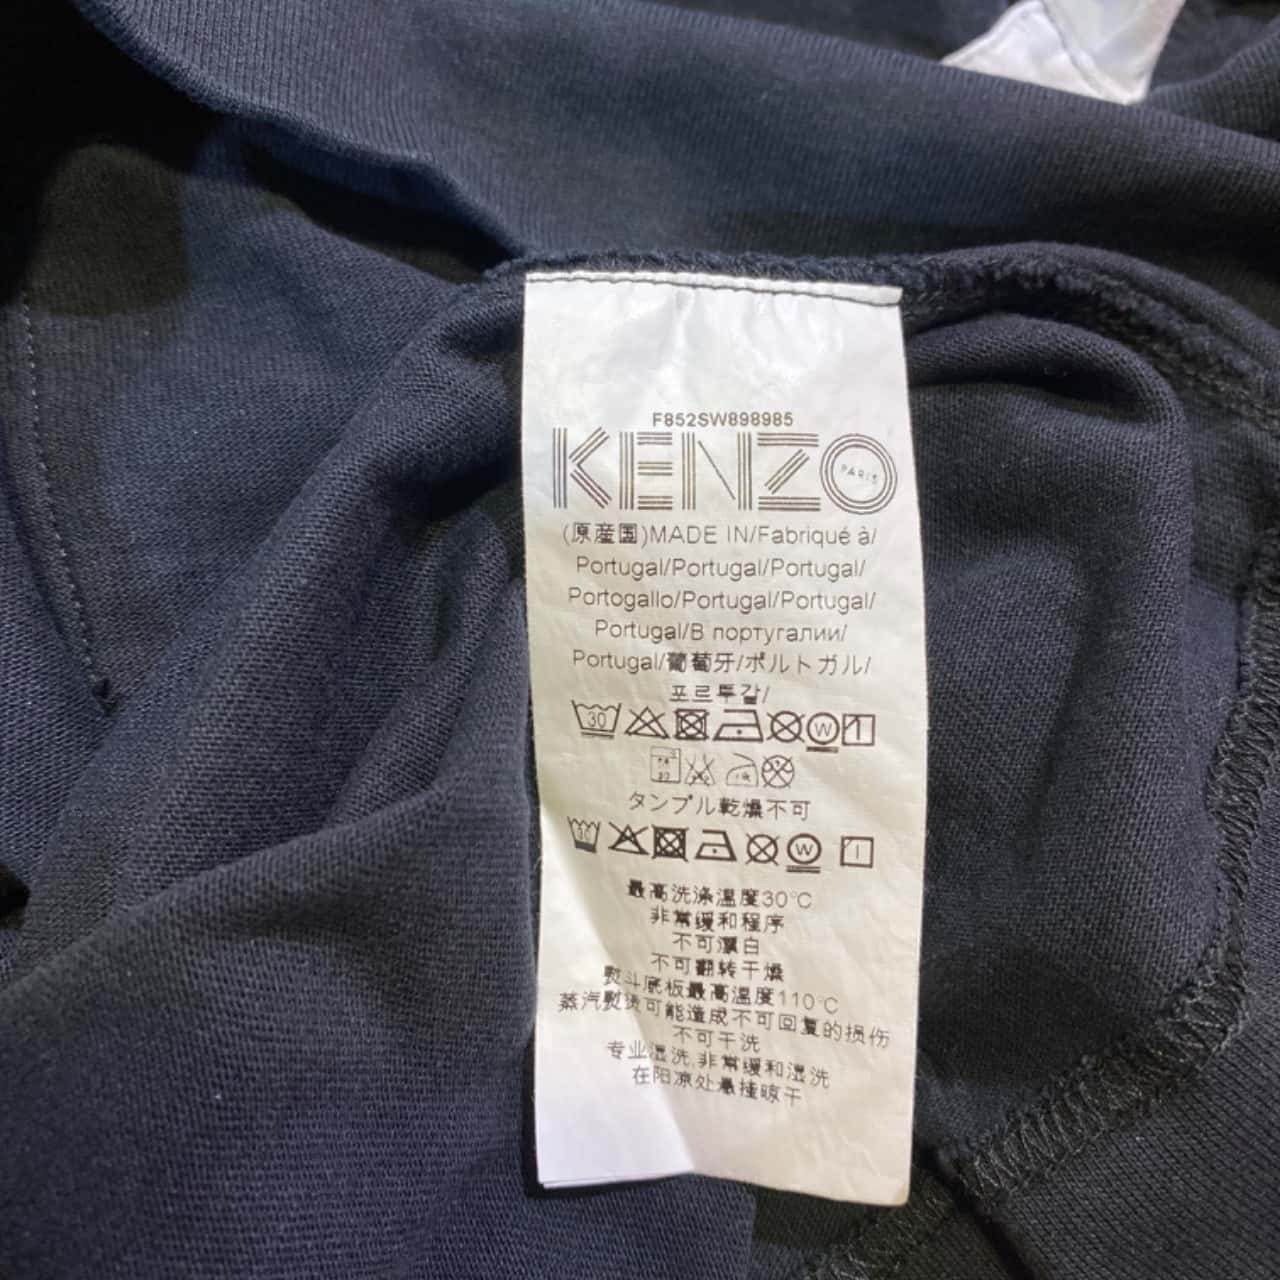 F852SW898985
KENZO
PARIS
(原産国)MADE IN/Fabriqué à/
Portugal/Portugal/Portugal/
Portogallo/Portugal/Portugal/
Portugal/В португалии/
Portugal/葡萄牙/ポルトガル/
포르투갈/
30
W
タンブル乾燥不可
30
W
最高洗涤温度30°C
非常缓和程序
不可漂白
不可翻转干燥
熨斗底板最高温度110°C
蒸汽熨烫可能造成不可回复的损伤
不可干洗
专业湿洗,非常缓和湿洗
在阴凉处悬挂晾干